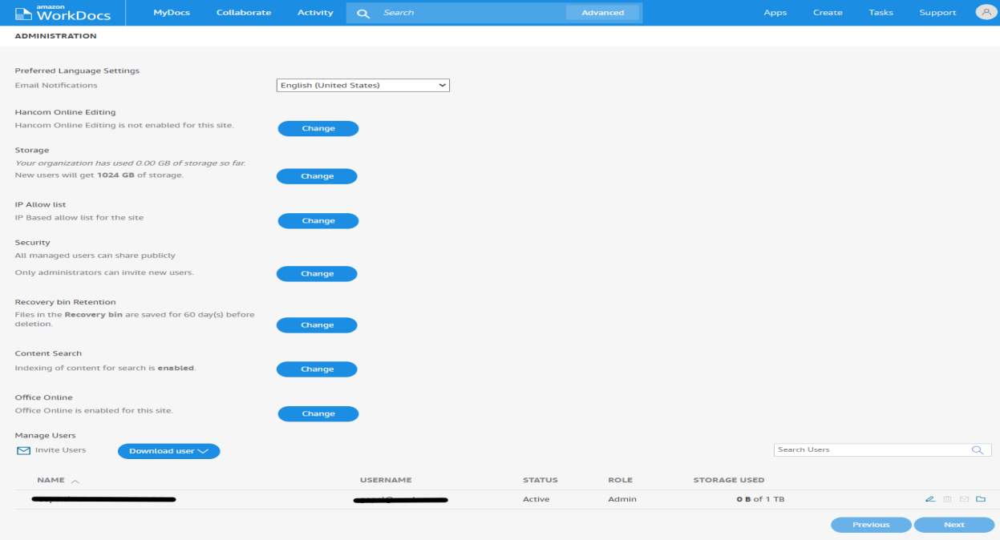 amazon
WorkDocs
MyDocs Collaborate Activity Search Advanced Apps Create Tasks Support
ADMINISTRATION
Preferred Language Settings
Email Notifications English (United States)
Hancom Online Editing
Hancom Online Editing is not enabled for this site. Change
Storage
Your organization has used 0.00 GB of storage so far.
New users will get 1024 GB of storage. Change
IP Allow list
IP Based allow list for the site Change
Security
All managed users can share publicly
Only administrators can invite new users. Change
Recovery bin Retention
Files in the Recovery bin are saved for 60 day(s) before
deletion. Change
Content Search
Indexing of content for search is enabled. Change
Office Online
Office Online is enabled for this site. Change
Manage Users
Invite Users Download user Search Users
NAME USERNAME STATUS ROLE STORAGE USED
Active Admin 0 B of 1 TB
Previous Next